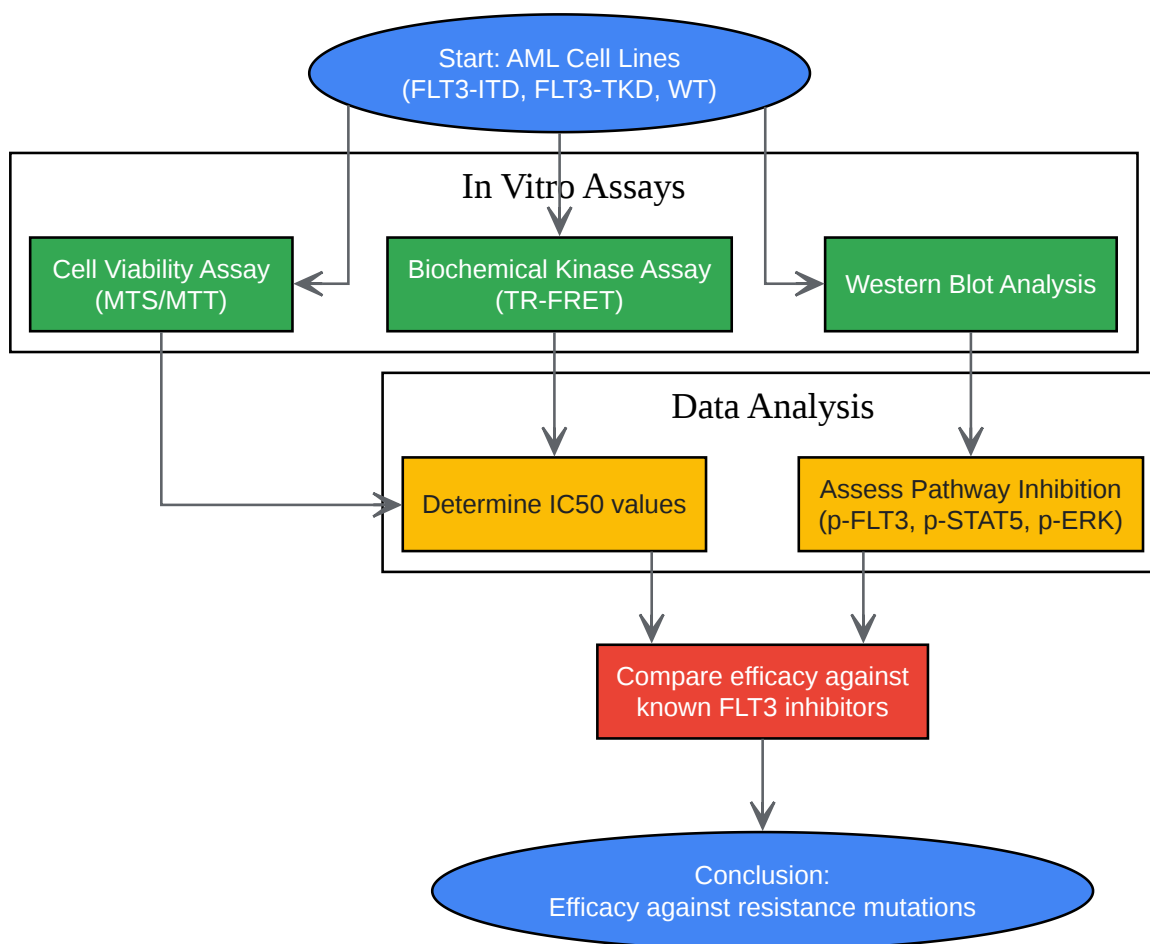 Start: AML Cell Lines
(FLT3-ITD, FLT3-TKD, WT)
In Vitro Assays
Cell Viability Assay
(MTS/MTT)
Biochemical Kinase Assay
(TR-FRET)
Western Blot Analysis
Data Analysis
Determine IC50 values
Assess Pathway Inhibition
(p-FLT3, p-STAT5, p-ERK)
Compare efficacy against
known FLT3 inhibitors
Conclusion:
Efficacy against resistance mutations